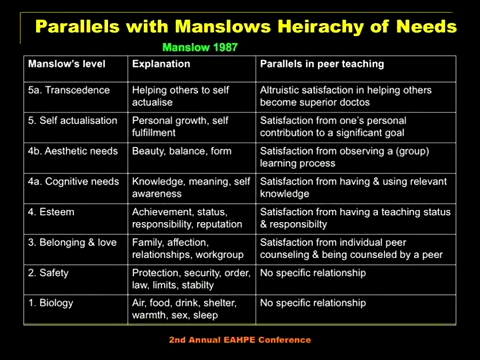 Parallels with Manslows Heirachy of Needs
Manslow 1987
Manslow's level Explanation Parallels in peer teaching
5a. Transcedence Helping others to self Altruistic satisfaction in helping others
actualise become superior doctos
5. Self actualisation Personal growth, self Satisfaction from one's personal
fulfillment contribution to a significant goal
4b. Aesthetic needs Beauty, balance, form Satisfaction from observing a (group)
learning process
4a. Cognitive needs Knowledge, meaning, self Satisfaction from having & using relevant
awareness knowledge
4. Esteem Achievement, status, Satisfaction from having a teaching status
responsibility, reputation & responsibilty
3. Belonging & love Family, affection, Satisfaction from individual peer
relationships, workgroup counseling & being counseled by a peer
2. Safety Protection, security, order, No specific relationship
law, limits, stabilty
1. Biology Air, food, drink, shelter, No specific relationship
warmth, sex, sleep
2nd Annual EAHPE Conference